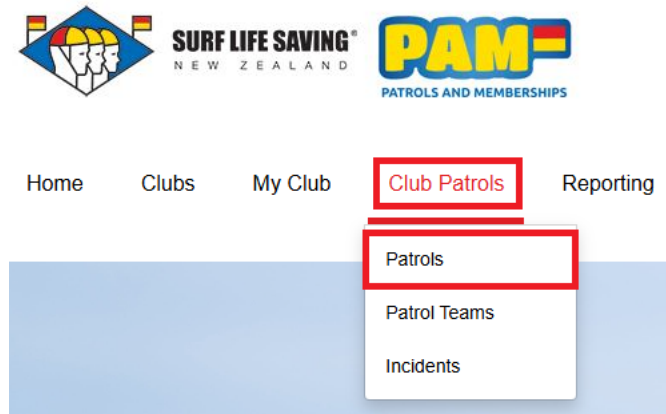 SURF LIFE SAVING®
NEW ZEALAND
PAM
PATROLS AND MEMBERSHIPS
Home Clubs My Club Club Patrols Reporting
Patrols
Patrol Teams
Incidents